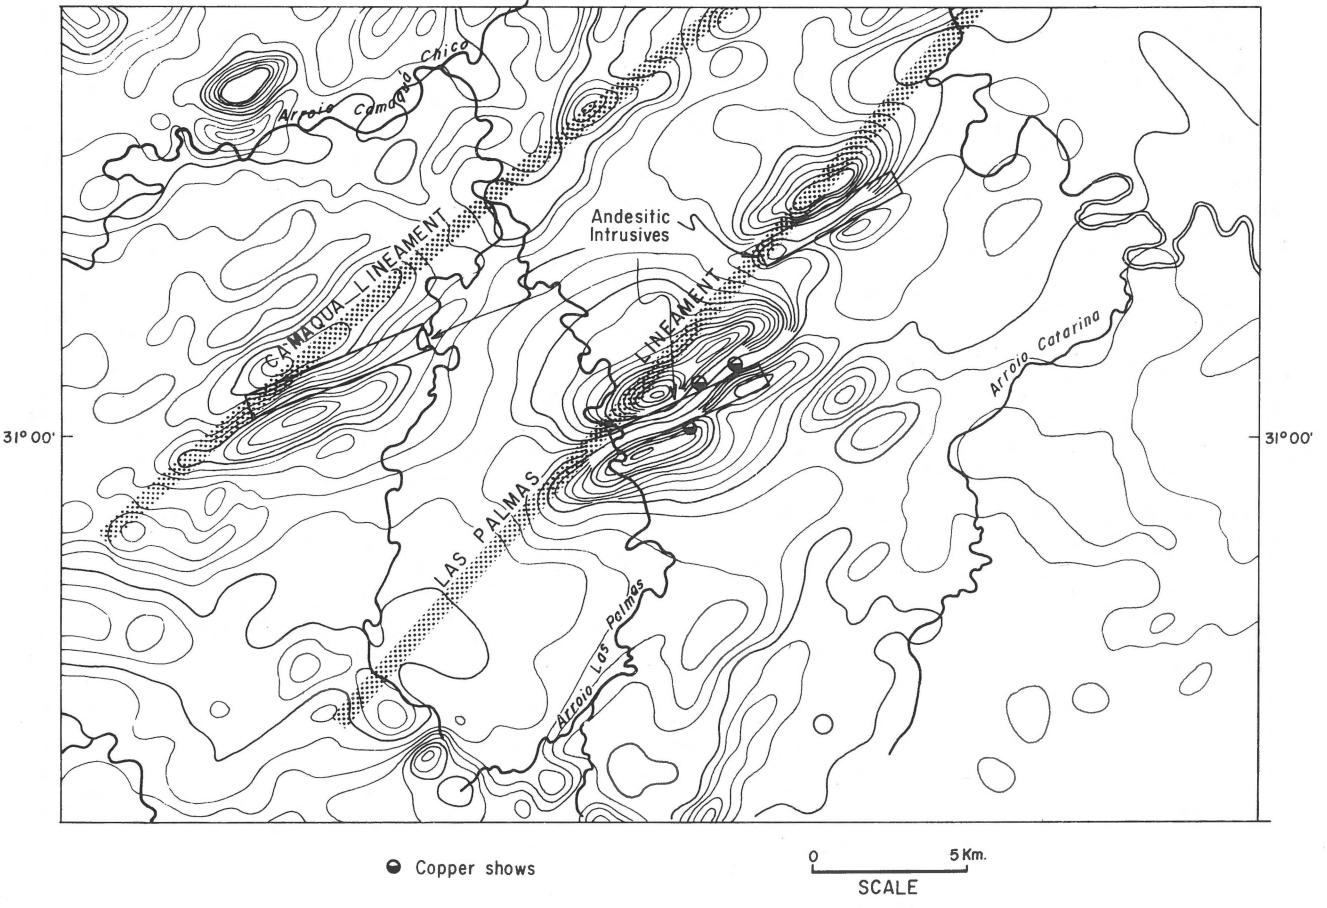 Arroio Camaquã Chico
Andesitic
Intrusives
CAMAQUA LINEAMENT
LAS PALMAS LINEAMENT
Arroio Catarina
31° 00'
31° 00'
Arroio Las Palmas
Copper shows
0 5 Km.
SCALE